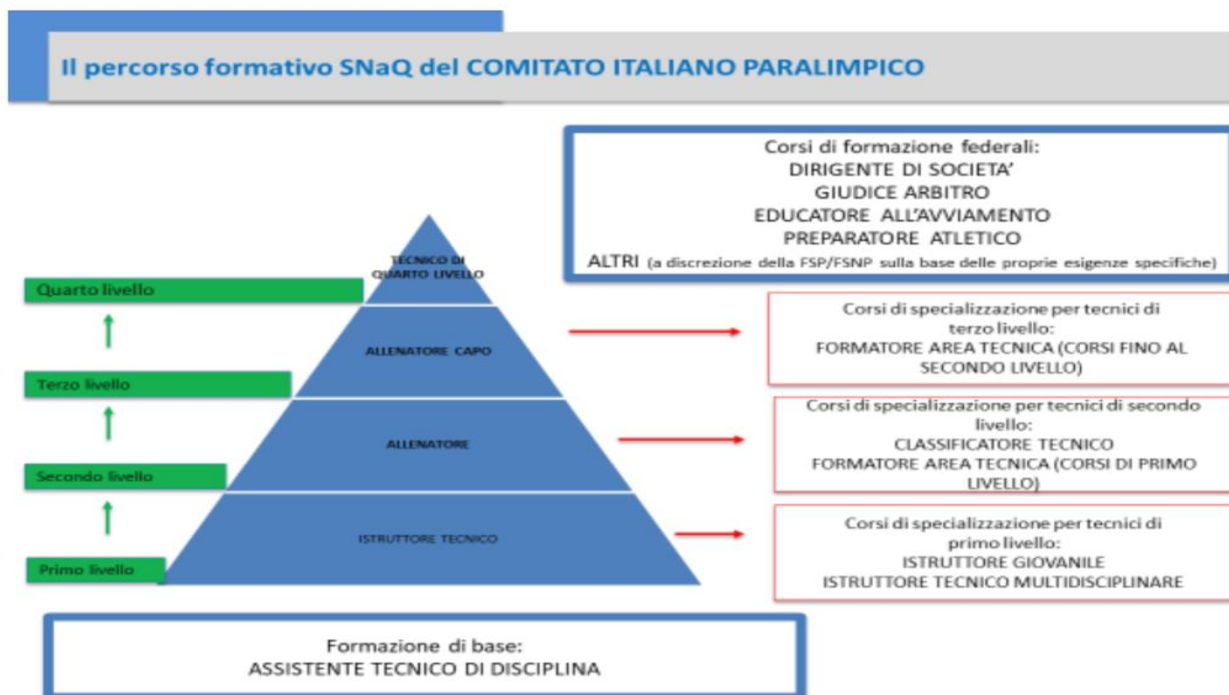 Il percorso formativo SNaQ del COMITATO ITALIANO PARALIMPICO
Corsi di formazione federali:
DIRIGENTE DI SOCIETA'
GIUDICE ARBITRO
EDUCATORE ALL'AVVIAMENTO
PREPARATORE ATLETICO
ALTRI (a discrezione della FSP/FSNP sulla base delle proprie esigenze specifiche)
TECNICO DI
QUARTO LIVELLO
Quarto livello
ALLENATORE CAPO
Corsi di specializzazione per tecnici di
terzo livello:
FORMATORE AREA TECNICA (CORSI FINO AL
SECONDO LIVELLO)
Terzo livello
ALLENATORE
Corsi di specializzazione per tecnici di secondo
livello:
CLASSIFICATORE TECNICO
FORMATORE AREA TECNICA (CORSI DI PRIMO
LIVELLO)
Secondo livello
ISTRUTTORE TECNICO
Corsi di specializzazione per tecnici di
primo livello:
ISTRUTTORE GIOVANILE
ISTRUTTORE TECNICO MULTIDISCIPLINARE
Primo livello
Formazione di base:
ASSISTENTE TECNICO DI DISCIPLINA